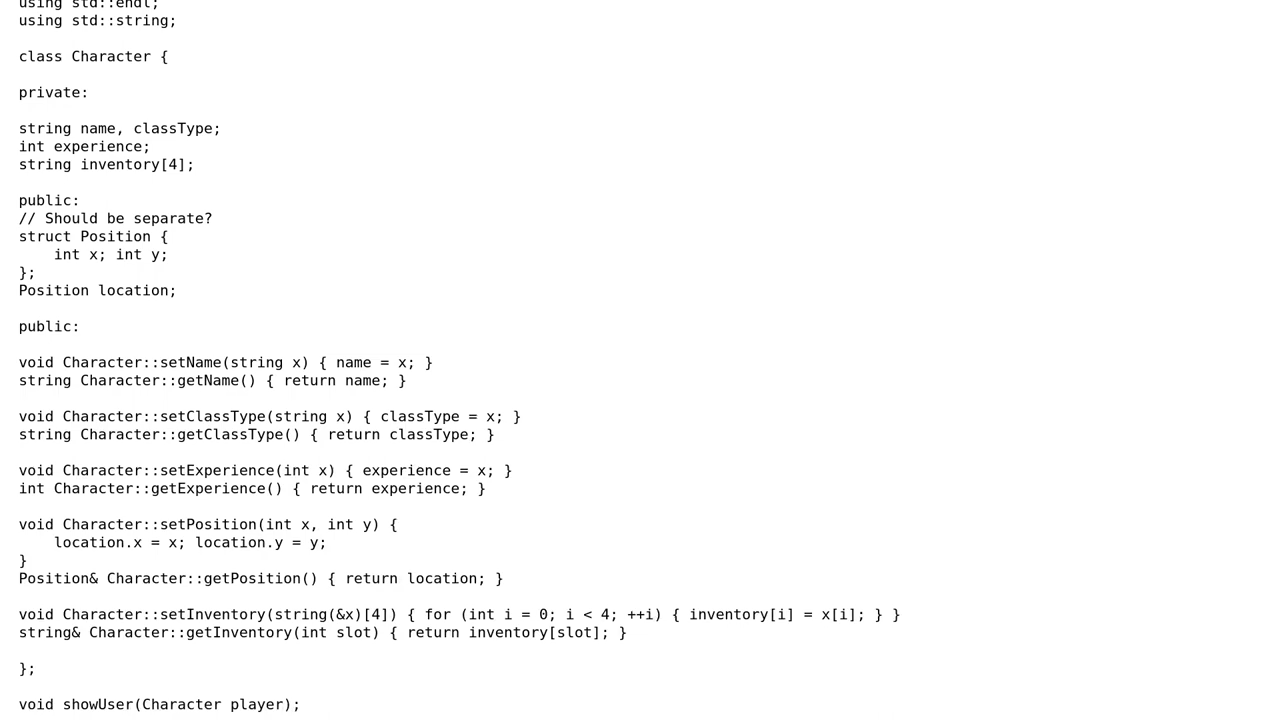 using std::endl;
using std::string;
class Character {
private:
string name, classType;
int experience;
string inventory[4];
public:
// Should be separate?
struct Position {
    int x; int y;
};
Position location;
public:
void Character::setName(string x) { name = x; }
string Character::getName() { return name; }
void Character::setClassType(string x) { classType = x; }
string Character::getClassType() { return classType; }
void Character::setExperience(int x) { experience = x; }
int Character::getExperience() { return experience; }
void Character::setPosition(int x, int y) {
    location.x = x; location.y = y;
}
Position& Character::getPosition() { return location; }
void Character::setInventory(string(&x)[4]) { for (int i = 0; i < 4; ++i) { inventory[i] = x[i]; } }
string& Character::getInventory(int slot) { return inventory[slot]; }
};
void showUser(Character player);